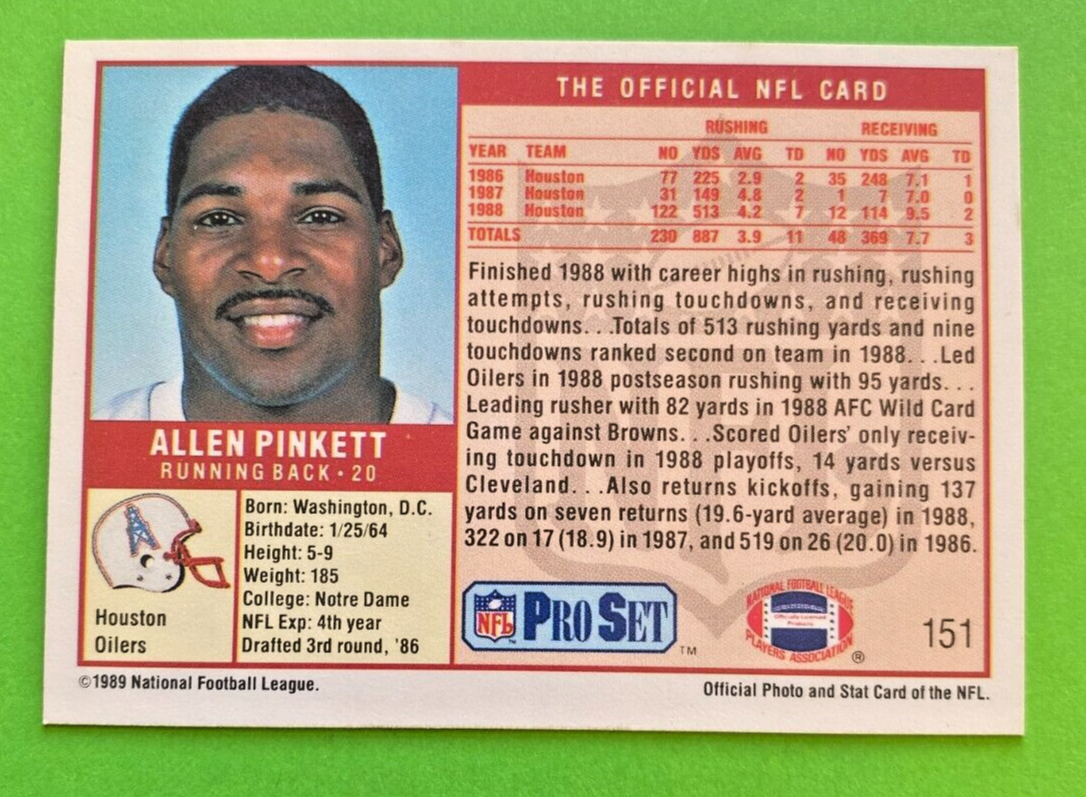 THE OFFICIAL NFL CARD
RUSHING RECEIVING
YEAR TEAM NO YDS AVG TD NO YDS AVG TD
1986 Houston 77 225 2.9 2 35 248 7.1 1
1987 Houston 31 149 4.8 2 1 7 7.0 0
1988 Houston 122 513 4.2 7 12 114 9.5 2
TOTALS 230 887 3.9 11 48 369 7.7 3
Finished 1988 with career highs in rushing, rushing
attempts, rushing touchdowns, and receiving
touchdowns. . .Totals of 513 rushing yards and nine
touchdowns ranked second on team in 1988. . .Led
Oilers in 1988 postseason rushing with 95 yards. . .
Leading rusher with 82 yards in 1988 AFC Wild Card
Game against Browns. . .Scored Oilers' only receiv-
ing touchdown in 1988 playoffs, 14 yards versus
Cleveland. . .Also returns kickoffs, gaining 137
yards on seven returns (19.6-yard average) in 1988,
322 on 17 (18.9) in 1987, and 519 on 26 (20.0) in 1986.
ALLEN PINKETT
RUNNING BACK • 20
Houston
Oilers
Born: Washington, D.C.
Birthdate: 1/25/64
Height: 5-9
Weight: 185
College: Notre Dame
NFL Exp: 4th year
Drafted 3rd round, '86
NFL PRO SET TM
NATIONAL FOOTBALL LEAGUE
Officially Licensed
Products
PLAYERS ASSOCIATION ®
151
©1989 National Football League.
Official Photo and Stat Card of the NFL.